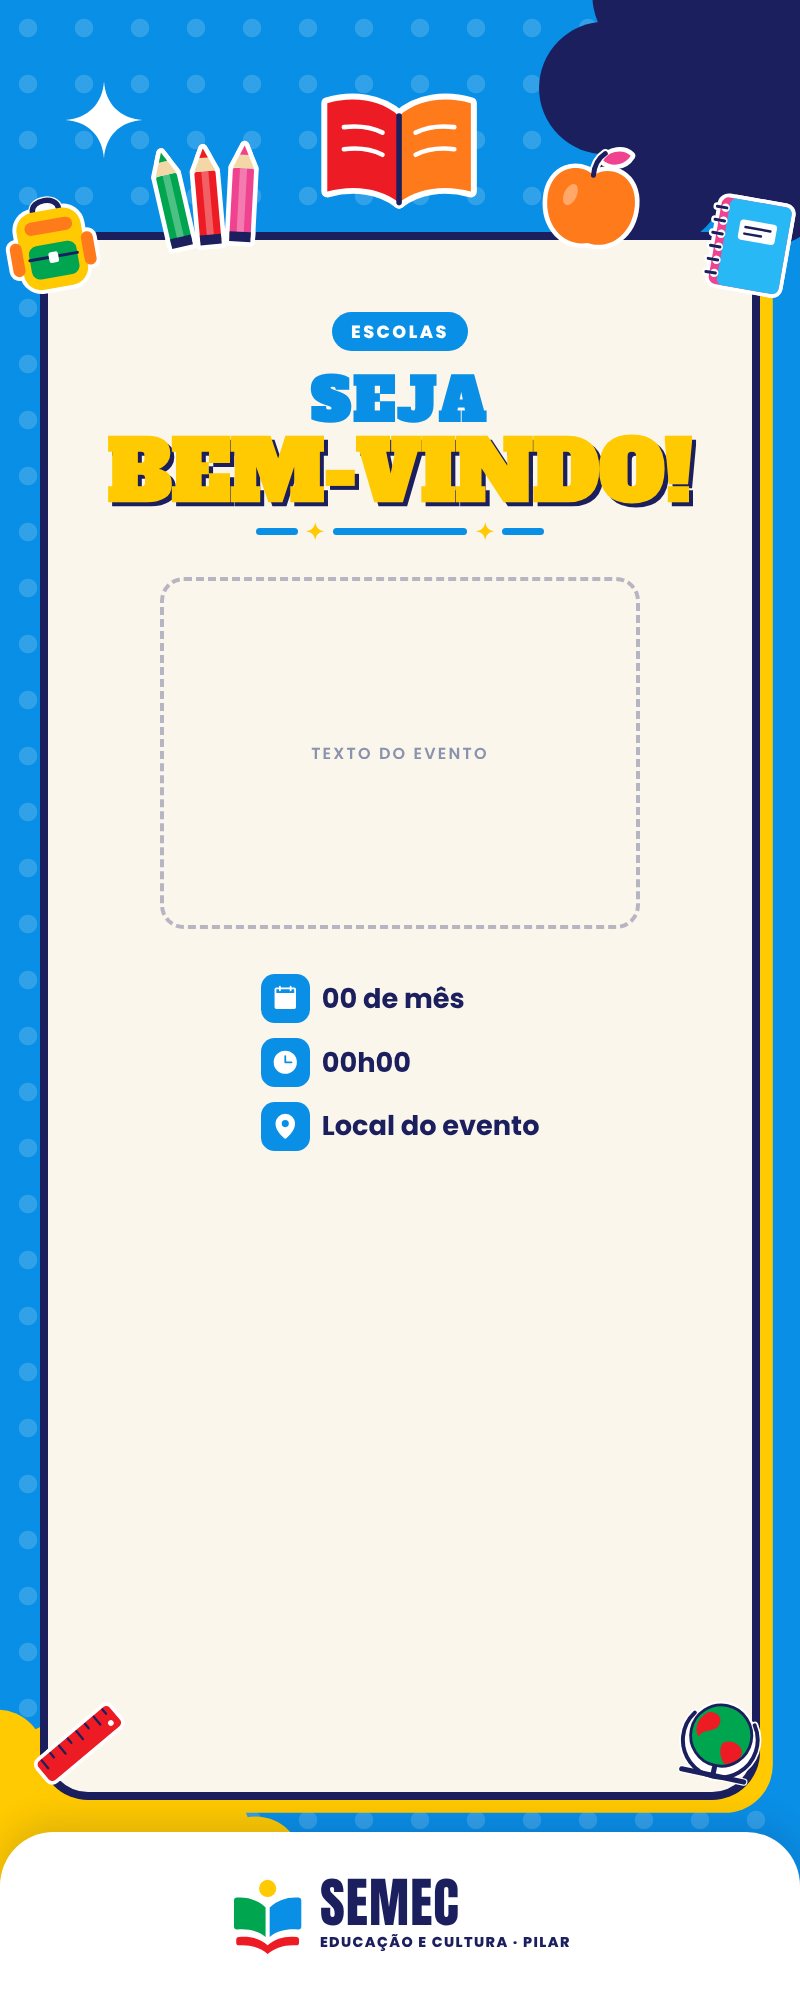 ESCOLAS
SEJA
BEM-VINDO!
TEXTO DO EVENTO
00 de mês
00h00
Local do evento
SEMEC
EDUCAÇÃO E CULTURA · PILAR